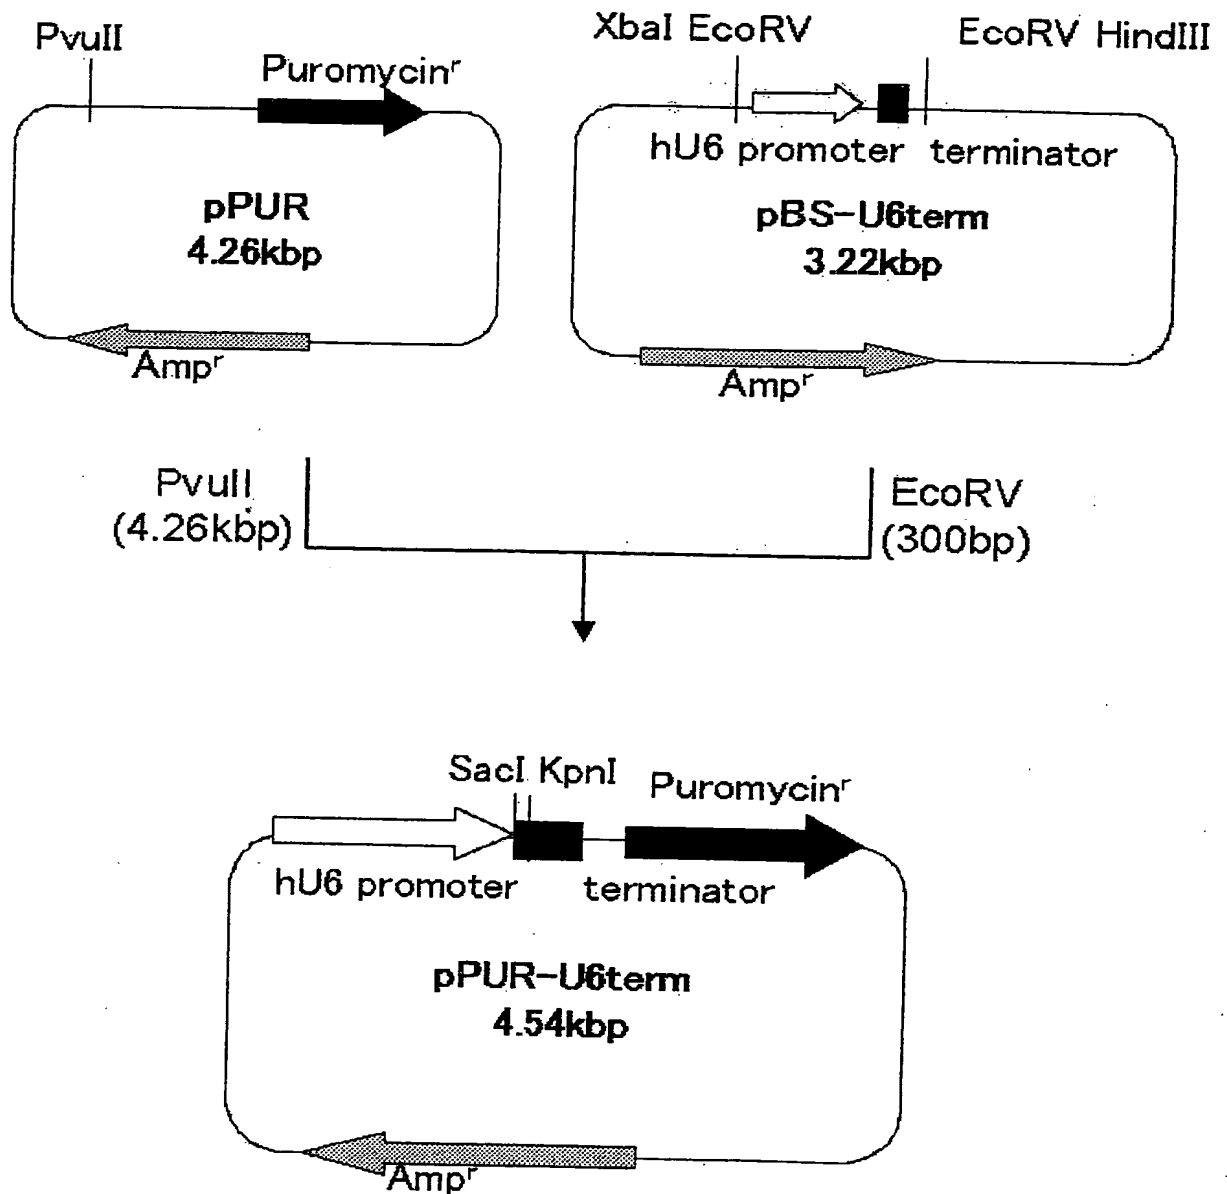 PvuII
Puromycinʳ
pPUR
4.26kbp
Ampʳ
XbaI EcoRV
EcoRV HindIII
hU6 promoter terminator
pBS-U6term
3.22kbp
Ampʳ
PvuII
(4.26kbp)
EcoRV
(300bp)
SacI KpnI
Puromycinʳ
hU6 promoter
terminator
pPUR-U6term
4.54kbp
Ampʳ